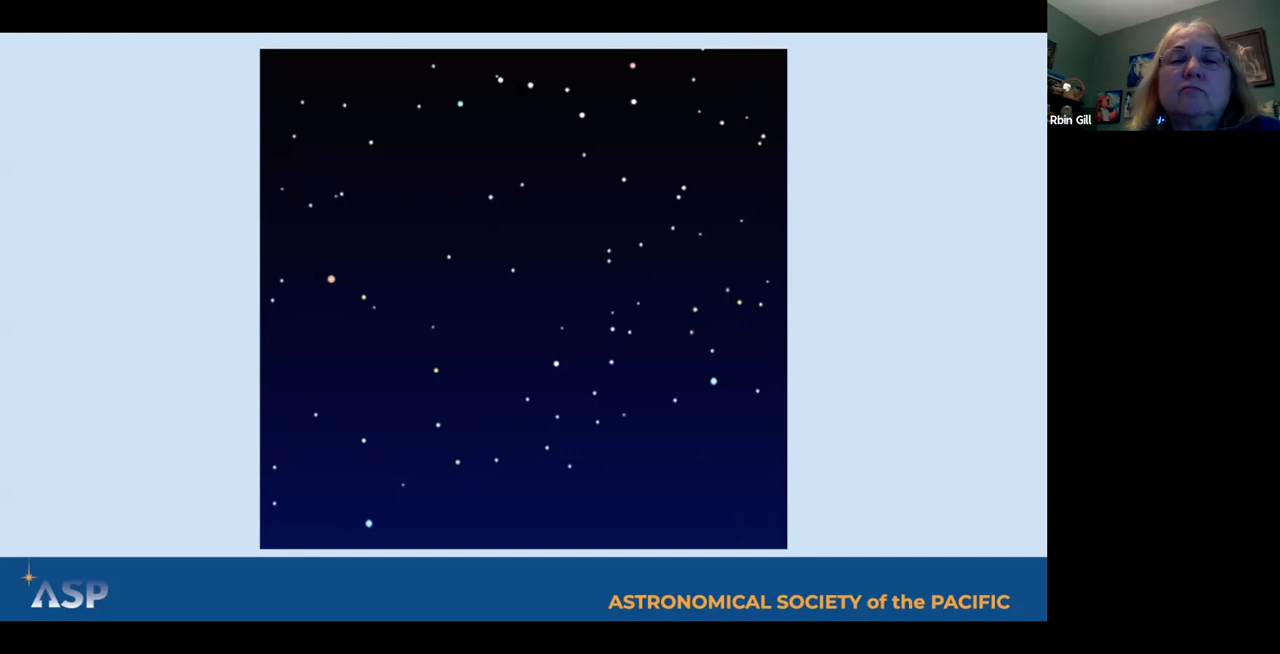 Rbin Gill
ASP
ASTRONOMICAL SOCIETY of the PACIFIC